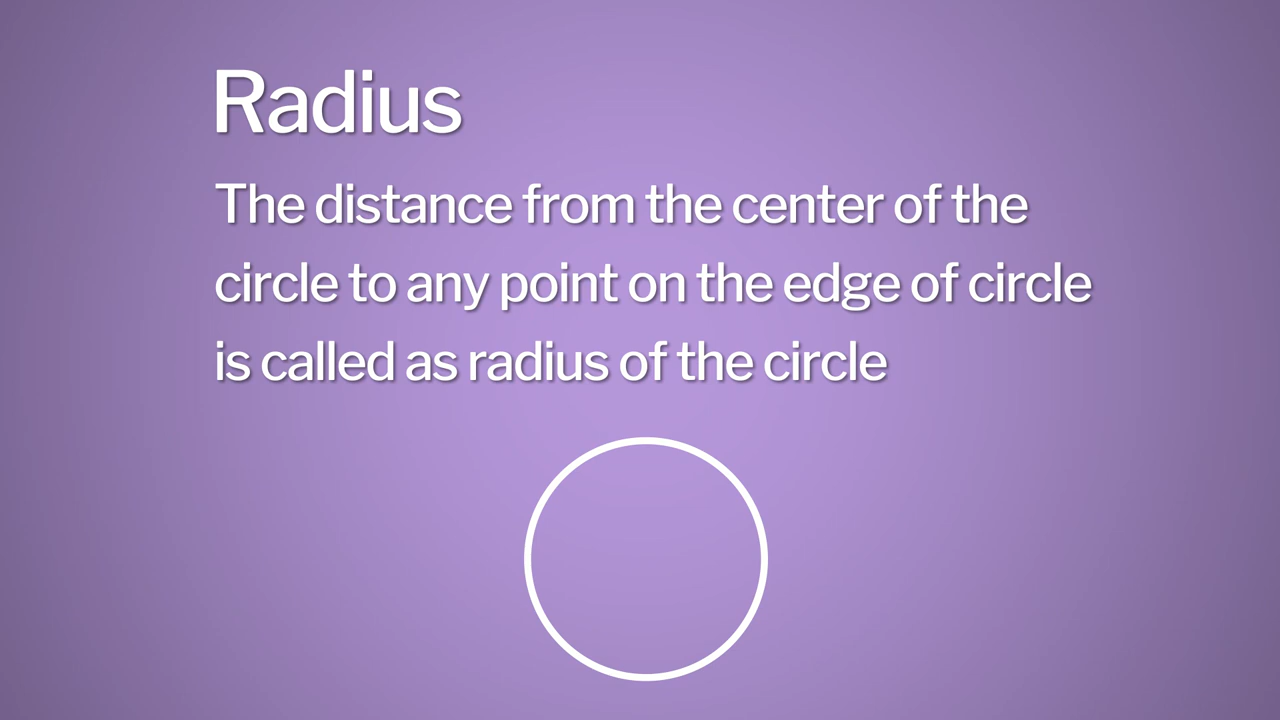 Radius
The distance from the center of the
circle to any point on the edge of circle
is called as radius of the circle